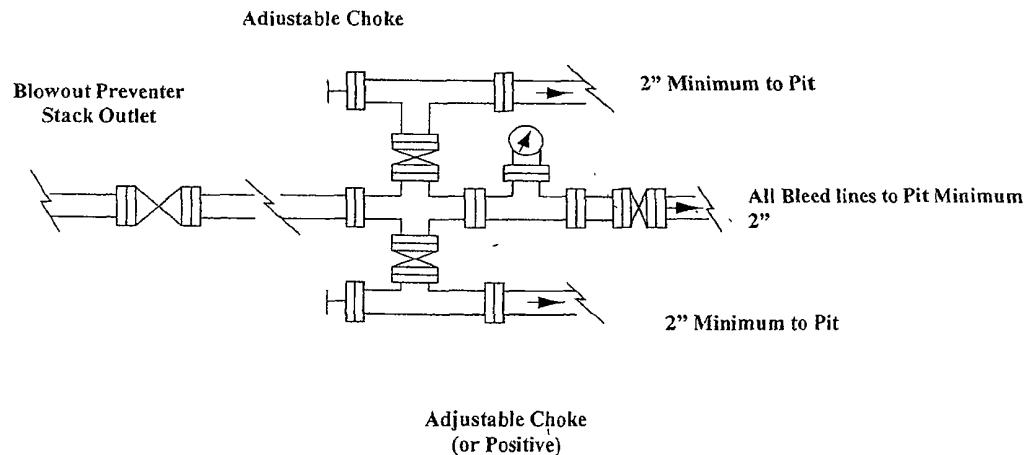 Adjustable Choke
2” Minimum to Pit
Blowout Preventer
Stack Outlet
All Bleed lines to Pit Minimum
2”
2” Minimum to Pit
Adjustable Choke
(or Positive)